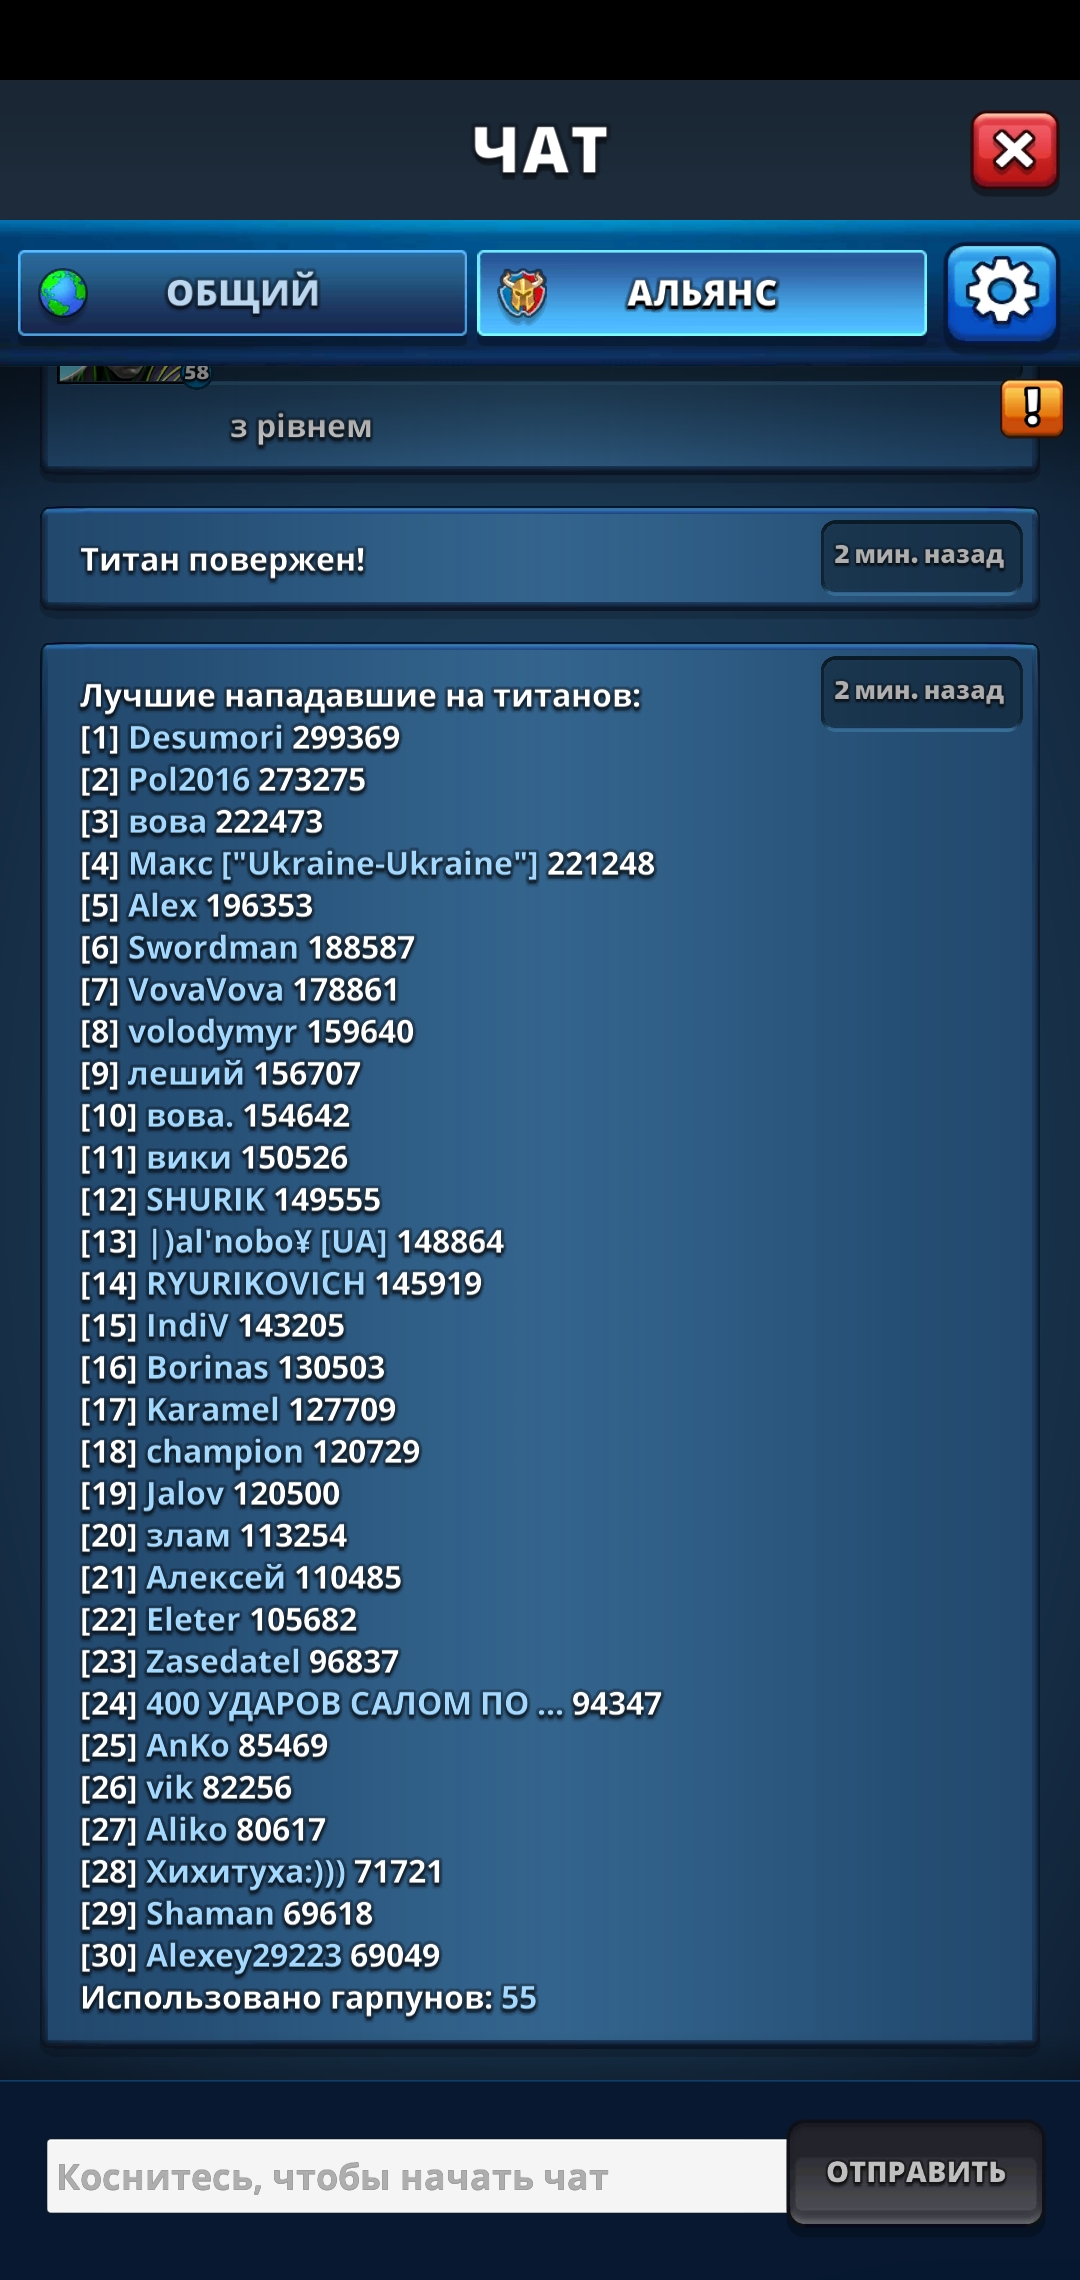 ЧАТ
ОБЩИЙ
АЛЬЯНС
58
!
з рівнем
Титан повержен!
2 мин. назад
2 мин. назад
Лучшие нападавшие на титанов:
[1] Desumori 299369
[2] Pol2016 273275
[3] вова 222473
[4] Макс ["Ukraine-Ukraine"] 221248
[5] Alex 196353
[6] Swordman 188587
[7] VovaVova 178861
[8] volodymyr 159640
[9] леший 156707
[10] вова. 154642
[11] вики 150526
[12] SHURIK 149555
[13] |)al'nobo¥ [UA] 148864
[14] RYURIKOVICH 145919
[15] IndiV 143205
[16] Borinas 130503
[17] Karamel 127709
[18] champion 120729
[19] Jalov 120500
[20] злам 113254
[21] Алексей 110485
[22] Eleter 105682
[23] Zasedatel 96837
[24] 400 УДАРОВ САЛОМ ПО ... 94347
[25] AnKo 85469
[26] vik 82256
[27] Aliko 80617
[28] Хихитуха:))) 71721
[29] Shaman 69618
[30] Alexey29223 69049
Использовано гарпунов: 55
Коснитесь, чтобы начать чат
ОТПРАВИТЬ